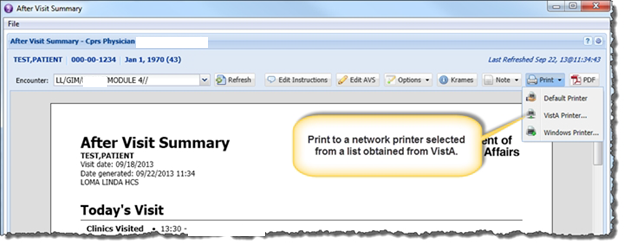 After Visit Summary
File
After Visit Summary - Cprs Physician
TEST,PATIENT | 000-00-1234 | Jan 1, 1970 (43) Last Refreshed Sep 22, 13@11:34:43
Encounter: LL/GIM/ MODULE 4// Refresh Edit Instructions Edit AVS Options Krames Note Print PDF
Default Printer
VistA Printer...
Windows Printer...
Print to a network printer selected
from a list obtained from VistA.
After Visit Summary
TEST,PATIENT
Visit date: 09/18/2013
Date generated: 09/22/2013 11:34
LOMA LINDA HCS
ent of
Affairs
Today's Visit
Clinics Visited • 13:30 -